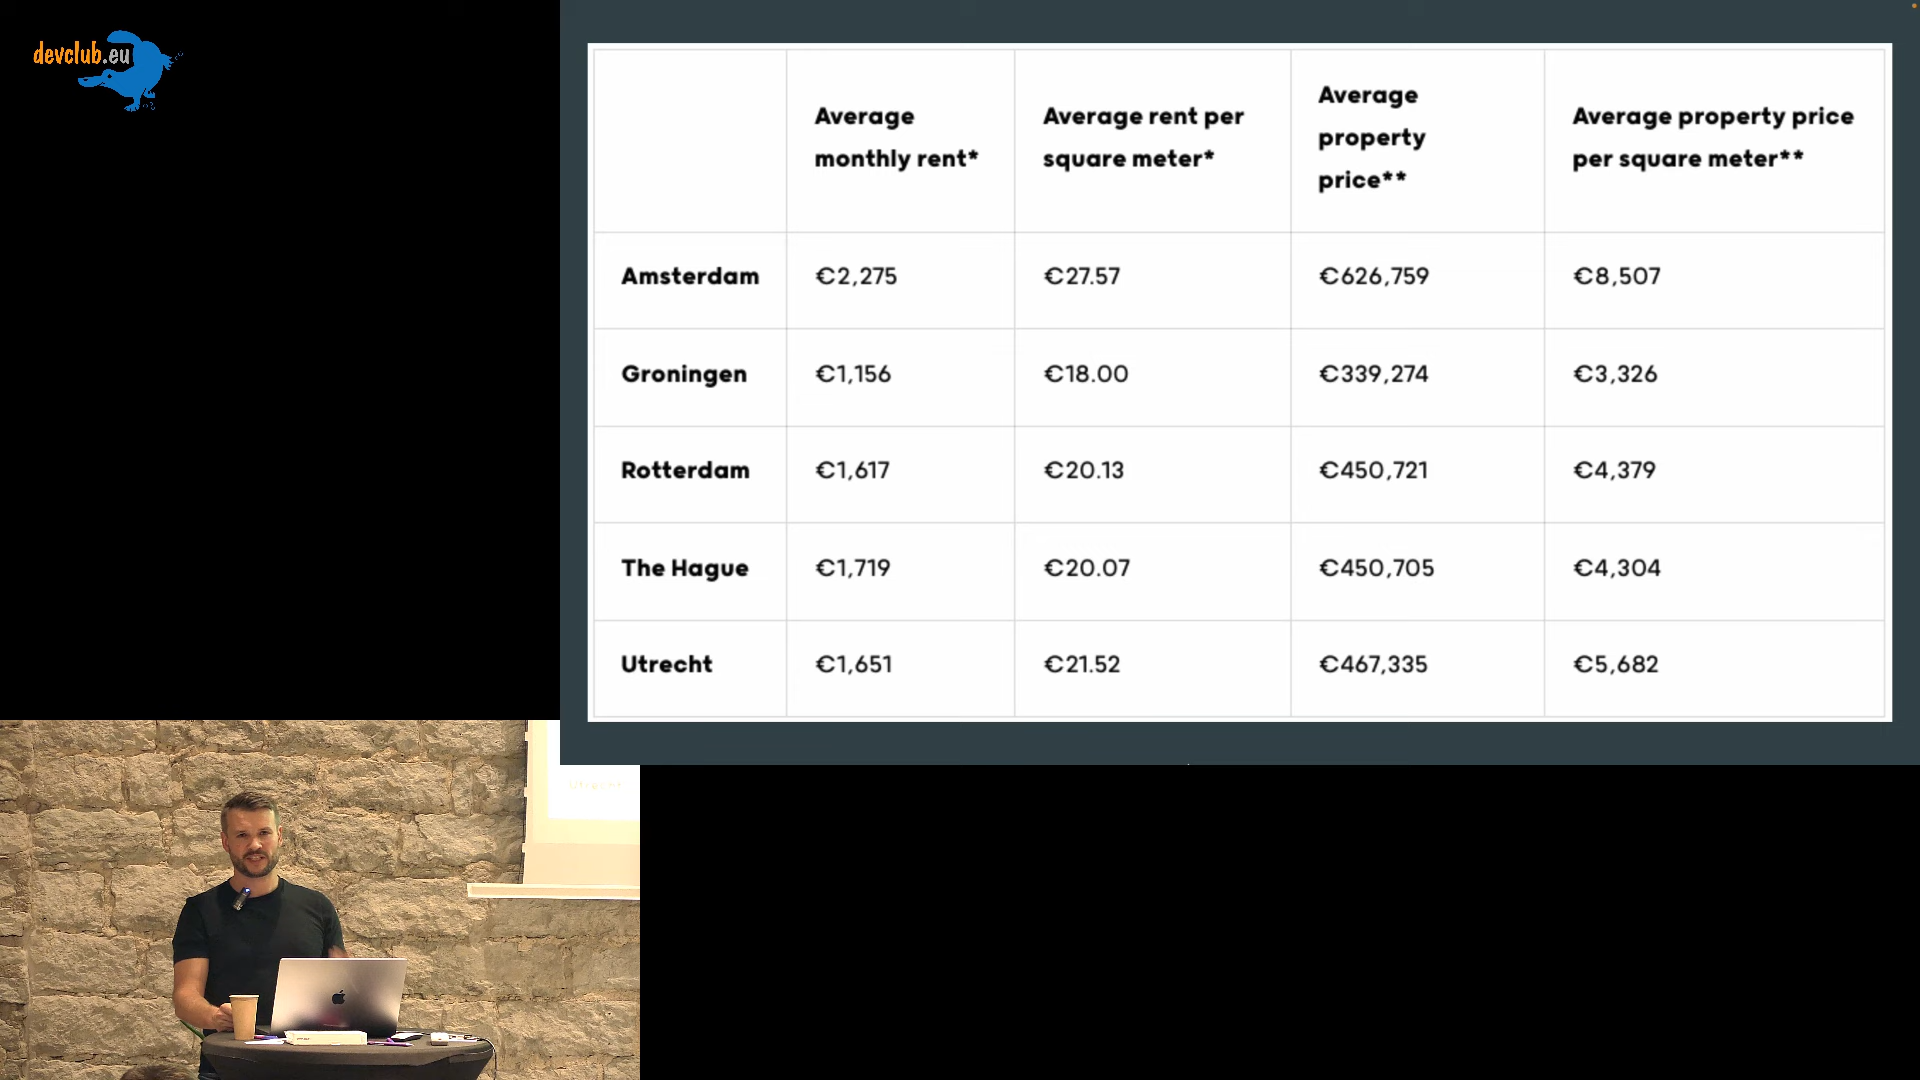 devclub.eu
Average monthly rent*
Average rent per square meter*
Average property price**
Average property price per square meter**
Amsterdam €2,275 €27.57 €626,759 €8,507
Groningen €1,156 €18.00 €339,274 €3,326
Rotterdam €1,617 €20.13 €450,721 €4,379
The Hague €1,719 €20.07 €450,705 €4,304
Utrecht €1,651 €21.52 €467,335 €5,682
Utrecht